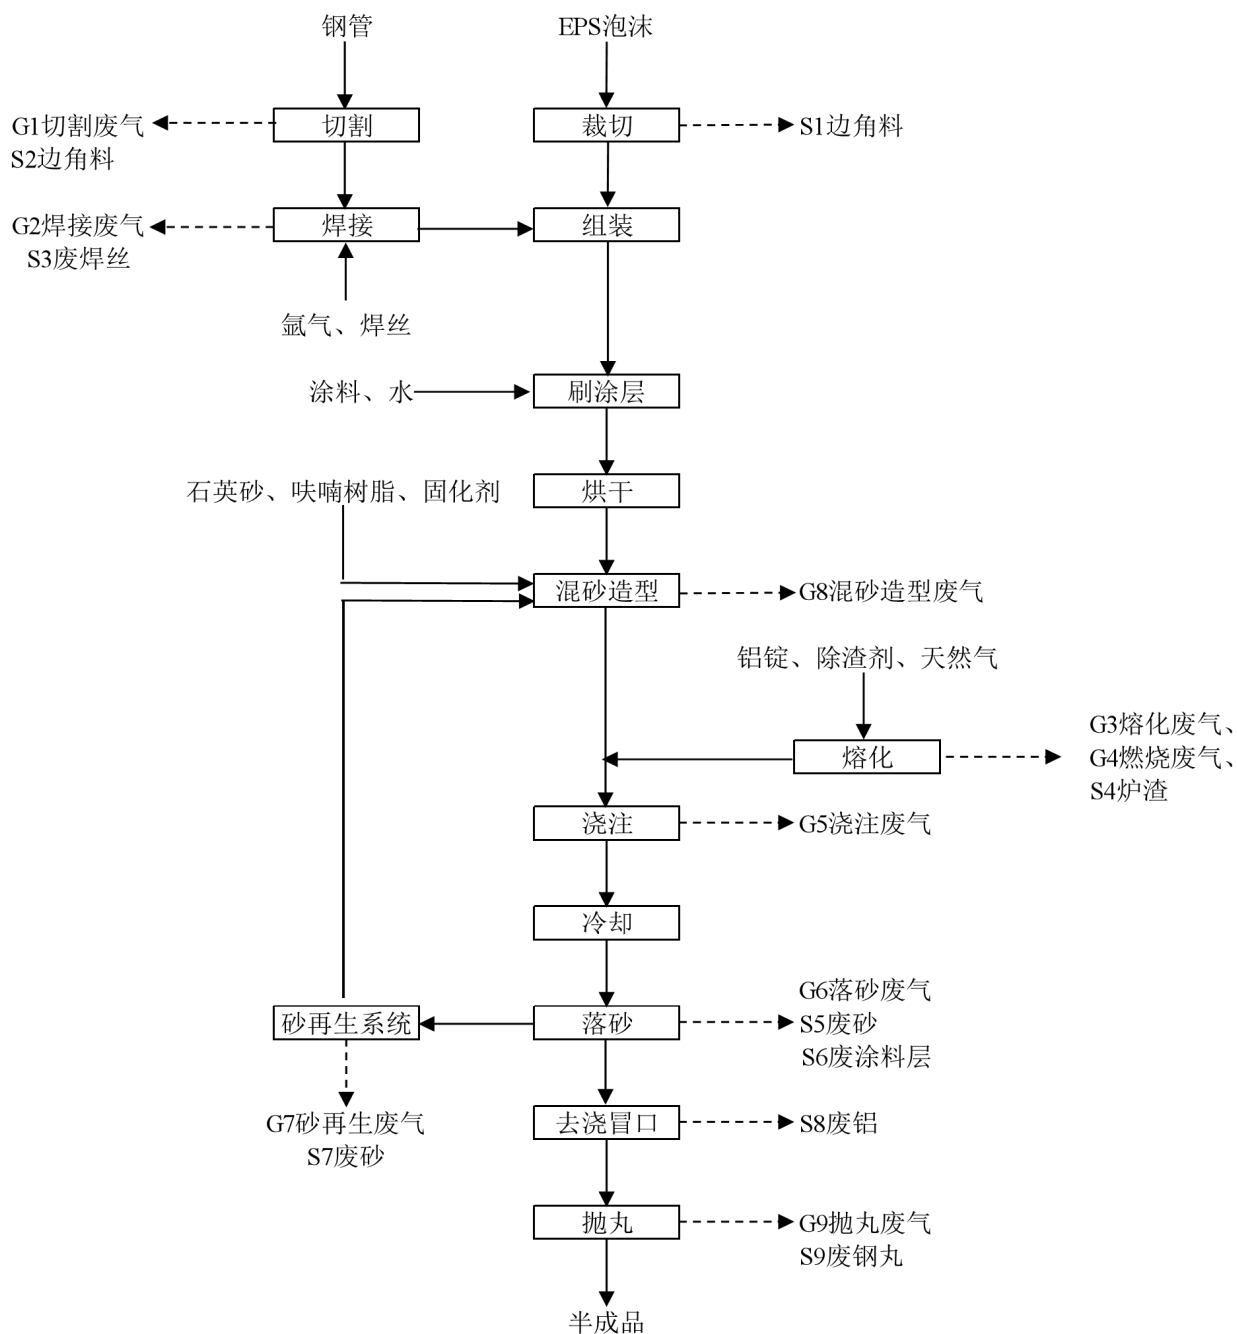 钢管
EPS泡沫
G1切割废气
S2边角料
切割
裁切
S1边角料
G2焊接废气
S3废焊丝
焊接
组装
氩气、焊丝
涂料、水
刷涂层
石英砂、呋喃树脂、固化剂
烘干
混砂造型
G8混砂造型废气
铝锭、除渣剂、天然气
熔化
G3熔化废气、
G4燃烧废气、
S4炉渣
浇注
G5浇注废气
冷却
砂再生系统
落砂
G6落砂废气
S5废砂
S6废涂料层
G7砂再生废气
S7废砂
去浇冒口
S8废铝
抛丸
G9抛丸废气
S9废钢丸
半成品